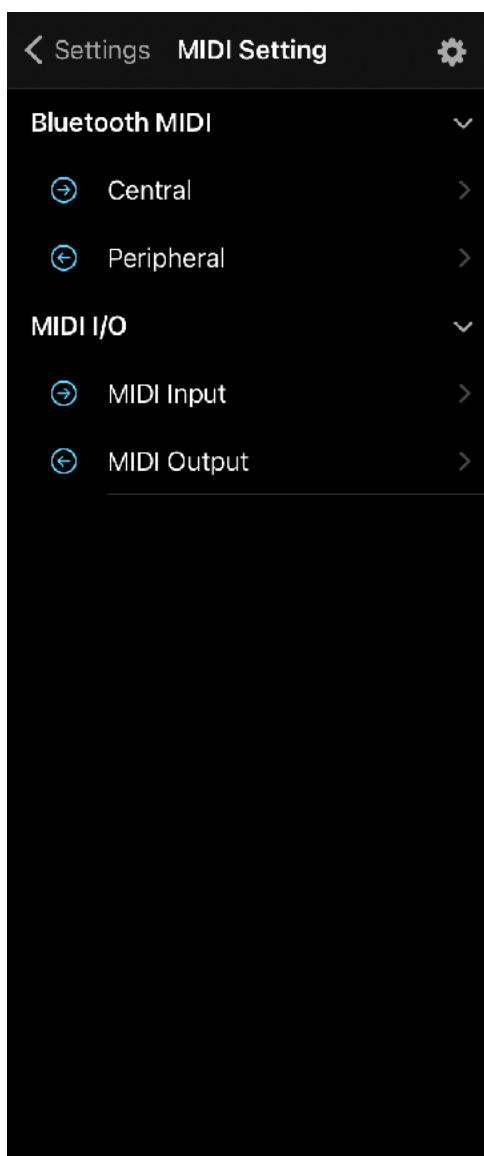 Settings MIDI Setting
Bluetooth MIDI
Central
Peripheral
MIDI I/O
MIDI Input
MIDI Output